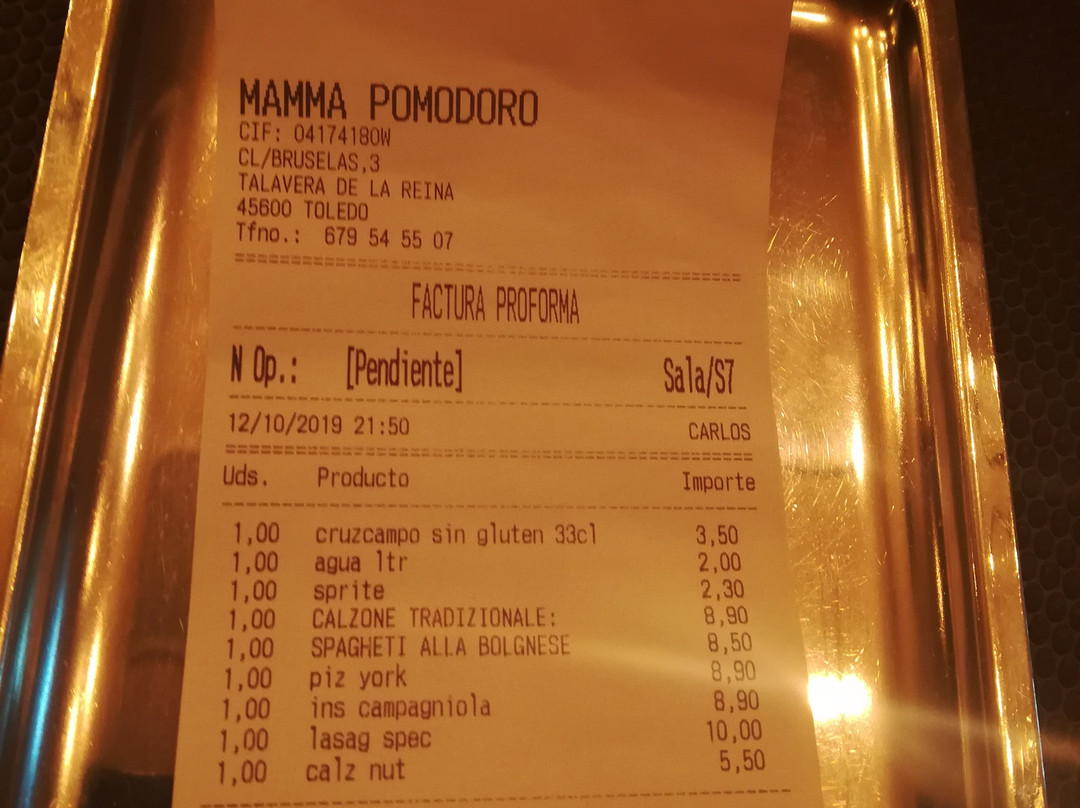 MAMMA POMODORO
CIF: 04174180W
CL/BRUSELAS,3
TALAVERA DE LA REINA
45600 TOLEDO
Tfno.: 679 54 55 07
FACTURA PROFORMA
N Op.: [Pendiente] Sala/S7
12/10/2019 21:50 CARLOS
Uds. Producto Importe
1,00 cruzcampo sin gluten 33cl 3,50
1,00 agua ltr 2,00
1,00 sprite 2,30
1,00 CALZONE TRADIZIONALE: 8,90
1,00 SPAGHETI ALLA BOLGNESE 8,50
1,00 piz york 8,90
1,00 ins campagniola 8,90
1,00 lasag spec 10,00
1,00 calz nut 5,50